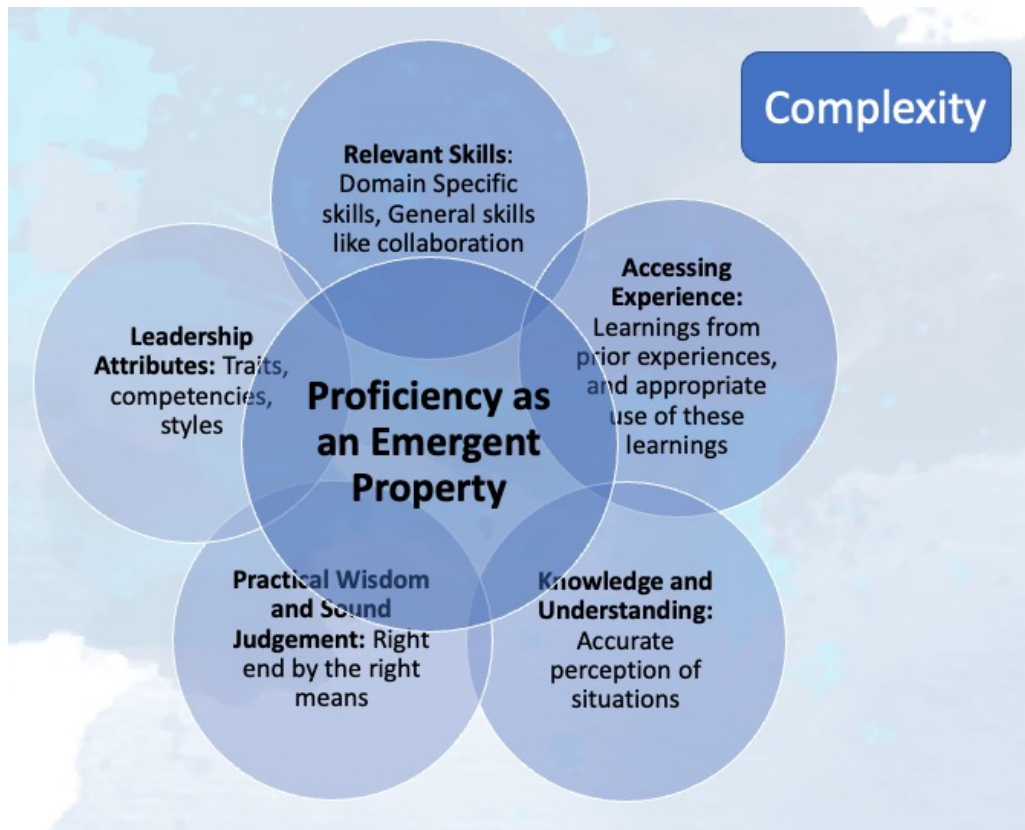 Complexity
Relevant Skills:
Domain Specific
skills, General skills
like collaboration
Accessing
Experience:
Learnings from
prior experiences,
and appropriate
use of these
learnings
Leadership
Attributes: Traits,
competencies,
styles
Proficiency as
an Emergent
Property
Practical Wisdom
and Sound
Judgement: Right
end by the right
means
Knowledge and
Understanding:
Accurate
perception of
situations